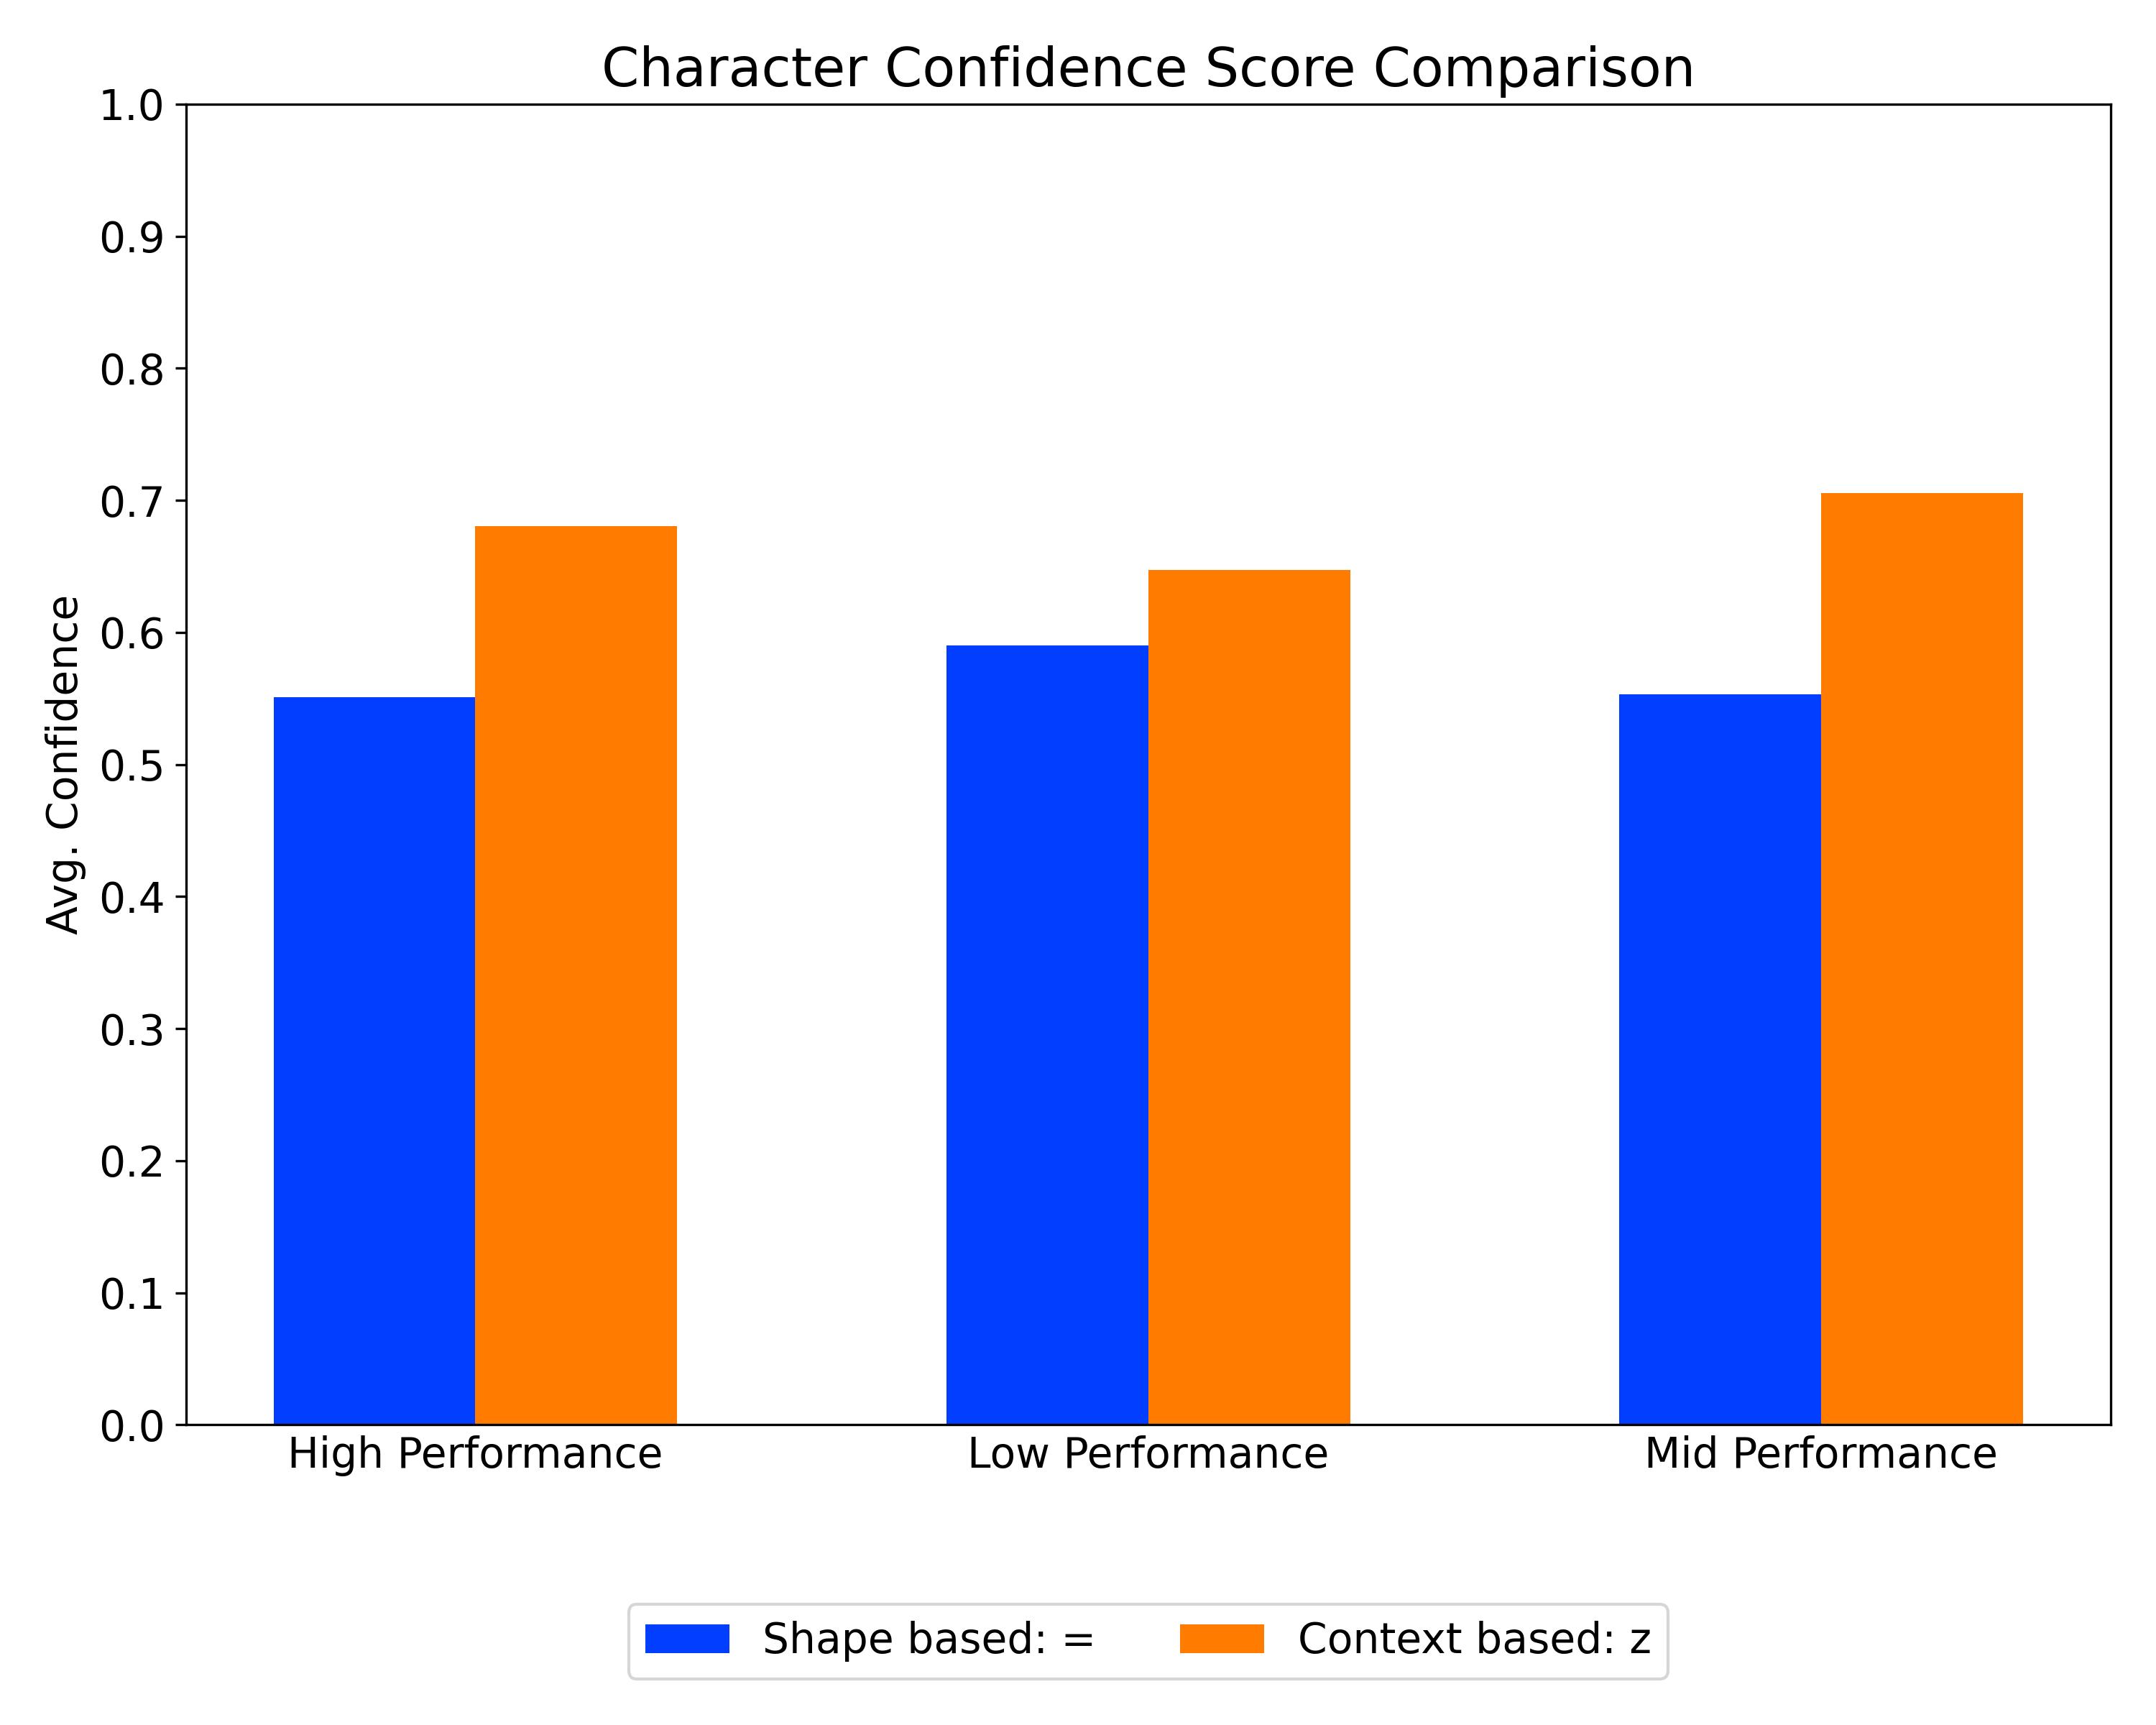 Character Confidence Score Comparison
1.0
0.9
0.8
0.7
0.6
0.5
0.4
0.3
0.2
0.1
0.0
Avg. Confidence
High Performance Low Performance Mid Performance
Shape based: = Context based: z